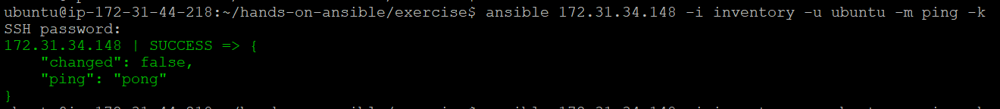 ubuntu@ip-172-31-44-218:~/hands-on-ansible/exercise$ ansible 172.31.34.148 -i inventory -u ubuntu -m ping -k
SSH password:
172.31.34.148 | SUCCESS => {
    "changed": false,
    "ping": "pong"
}